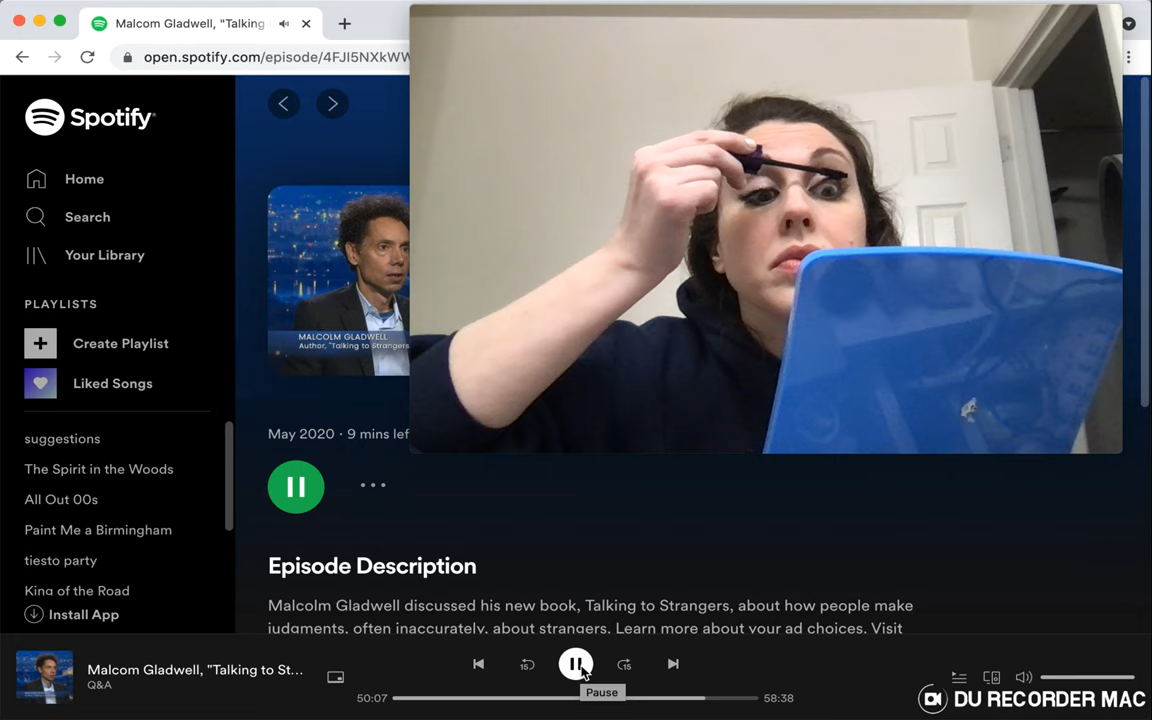 Malcom Gladwell, "Talking
open.spotify.com/episode/4FJI5NXkWW
Spotify
Home
Search
Your Library
PLAYLISTS
Create Playlist
Liked Songs
suggestions
The Spirit in the Woods
All Out 00s
Paint Me a Birmingham
tiesto party
King of the Road
Install App
MALCOLM GLADWELL
Author, "Talking to Strangers
May 2020 · 9 mins lef
Episode Description
Malcolm Gladwell discussed his new book, Talking to Strangers, about how people make
judgments, often inaccurately, about strangers. Learn more about your ad choices. Visit
Malcom Gladwell, "Talking to St...
Q&A
15
15
Pause
50:07
58:38
DU RECORDER MAC